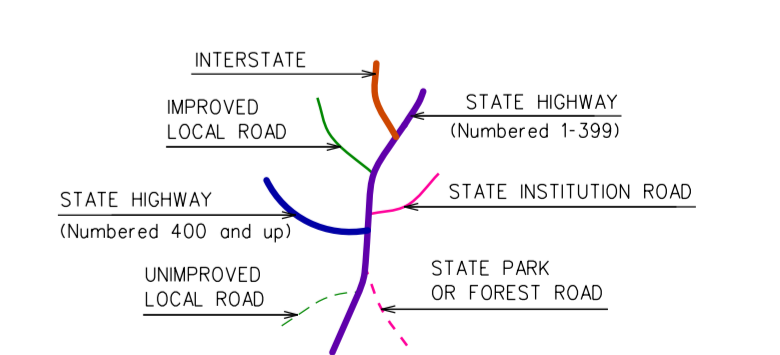 INTERSTATE
IMPROVED
LOCAL ROAD
STATE HIGHWAY
(Numbered 1-399)
STATE HIGHWAY
(Numbered 400 and up)
STATE INSTITUTION ROAD
UNIMPROVED
LOCAL ROAD
STATE PARK
OR FOREST ROAD